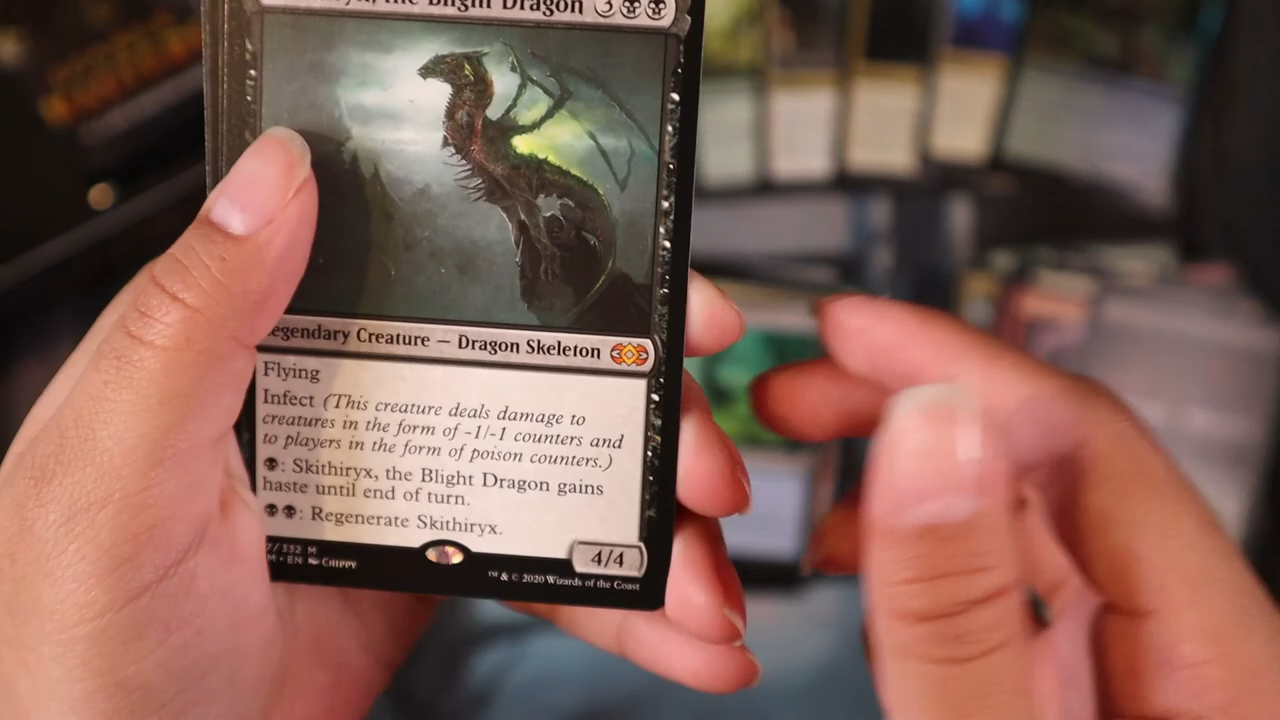 the Blight Dragon 3
Legendary Creature — Dragon Skeleton
Flying
Infect (This creature deals damage to
creatures in the form of -1/-1 counters and
to players in the form of poison counters.)
: Skithiryx, the Blight Dragon gains
haste until end of turn.
: Regenerate Skithiryx.
7/332 M
M • EN CHIPPY
4/4
™ & © 2020 Wizards of the Coast